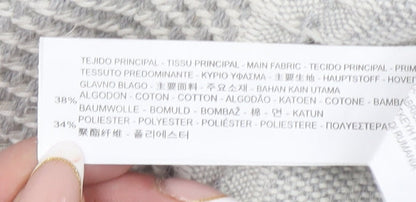 TEJIDO PRINCIPAL - TISSU PRINCIPAL - MAIN FABRIC - TECIDO PRINCIPAL - PRIM
TESSUTO PREDOMINANTE - ΚΥΡΙΟ ΥΦΑΣΜΑ - 主要生地 - HAUPTSTOFF - HOVED
GLAVNO BLAGO - 主要面料 - 주요소재 - BAHAN KAIN UTAMA
38% ALGODON - COTON - COTTON - ALGODÃO - KATOEN - COTONE - BAMBA
BAUMWOLLE - BOMULD - BOMBAŽ - 棉 - 면 - KATUN
34% POLIESTER - POLYESTER - POLIÉSTER - POLIESTERE - ΠΟΛΥΕΣΤΕΡΑΣ
聚酯纤维 - 폴리에스터